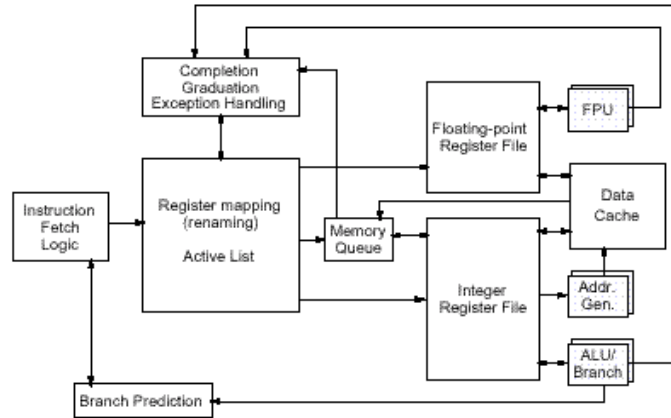 Completion
Graduation
Exception Handling
FPU
Floating-point
Register File
Register mapping
(renaming)
Active List
Instruction
Fetch
Logic
Memory
Queue
Data
Cache
Integer
Register File
Addr.
Gen.
ALU/
Branch
Branch Prediction